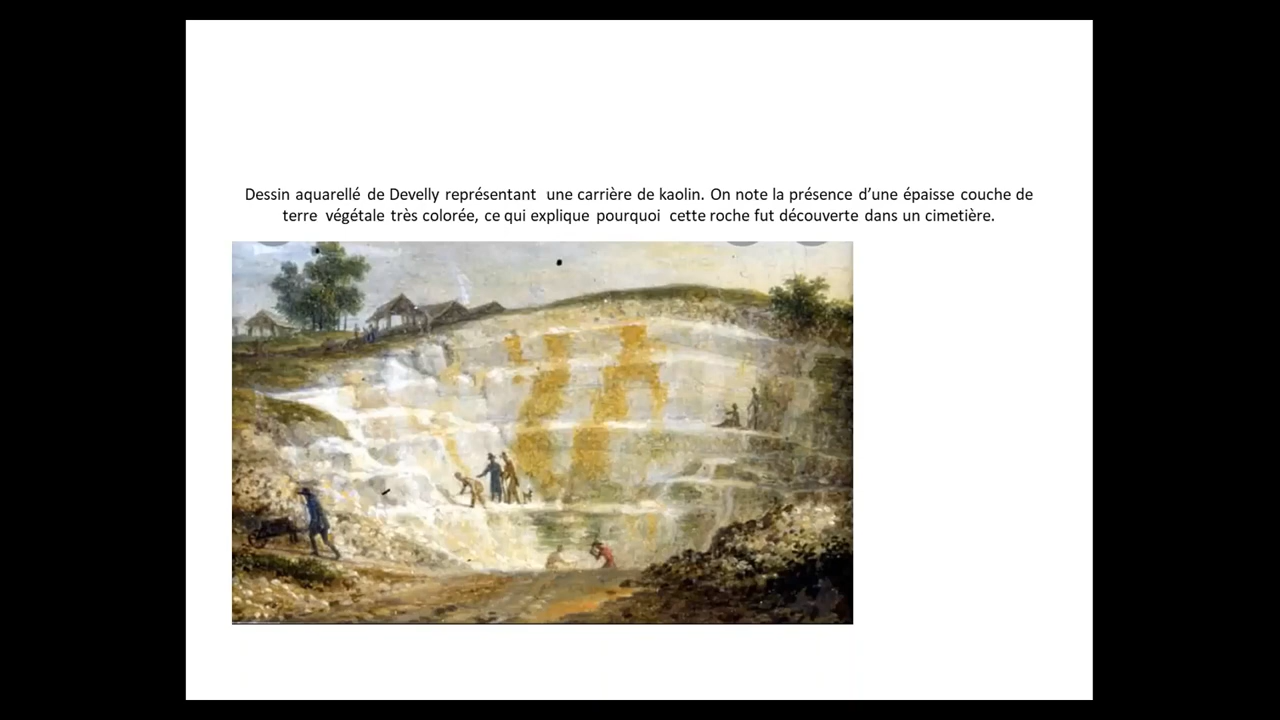 Dessin aquarellé de Develly représentant une carrière de kaolin. On note la présence d’une épaisse couche de
terre végétale très colorée, ce qui explique pourquoi cette roche fut découverte dans un cimetière.